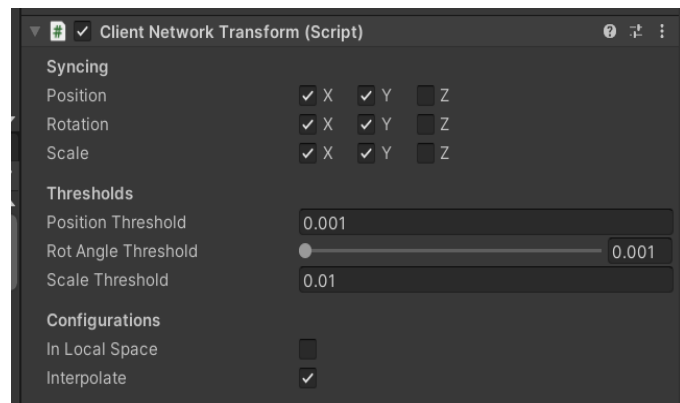 # Client Network Transform (Script)
Syncing
Position X Y Z
Rotation X Y Z
Scale X Y Z
Thresholds
Position Threshold 0.001
Rot Angle Threshold 0.001
Scale Threshold 0.01
Configurations
In Local Space
Interpolate